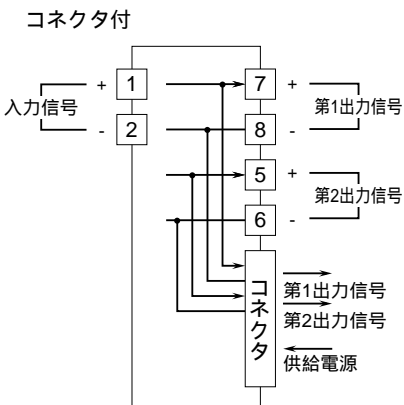 コネクタ付
+ 1 7 +
入力信号 第1出力信号
- 2 8 -
5 +
第2出力信号
6 -
コネクタ
第1出力信号
第2出力信号
供給電源